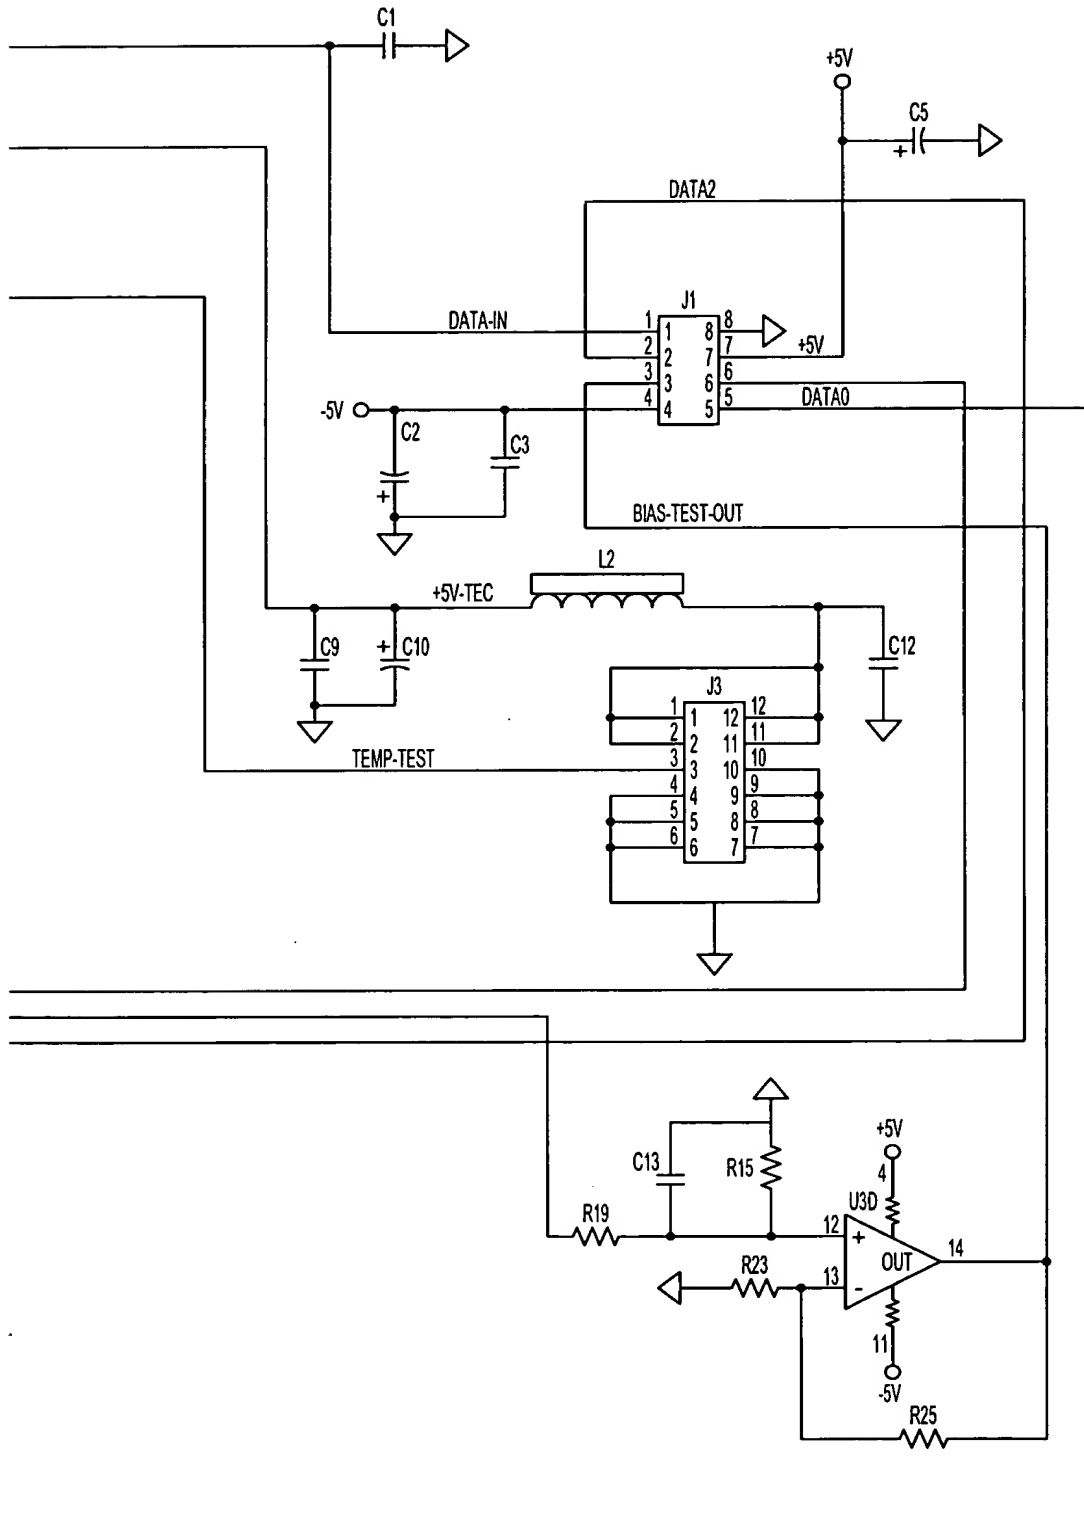 C1
+5V
C5
+
DATA2
J1
DATA-IN
1 1 8 8
2 2 7 7 +5V
3 3 6 6
-5V 4 4 5 5 DATA0
C2
C3
+
BIAS-TEST-OUT
L2
+5V-TEC
C9
+ C10
C12
J3
1 1 12 12
2 2 11 11
TEMP-TEST 3 3 10 10
4 4 9 9
5 5 8 8
6 6 7 7
+5V
C13
R15
4
U3D
R19
12 +
OUT 14
R23
13 -
11
-5V
R25